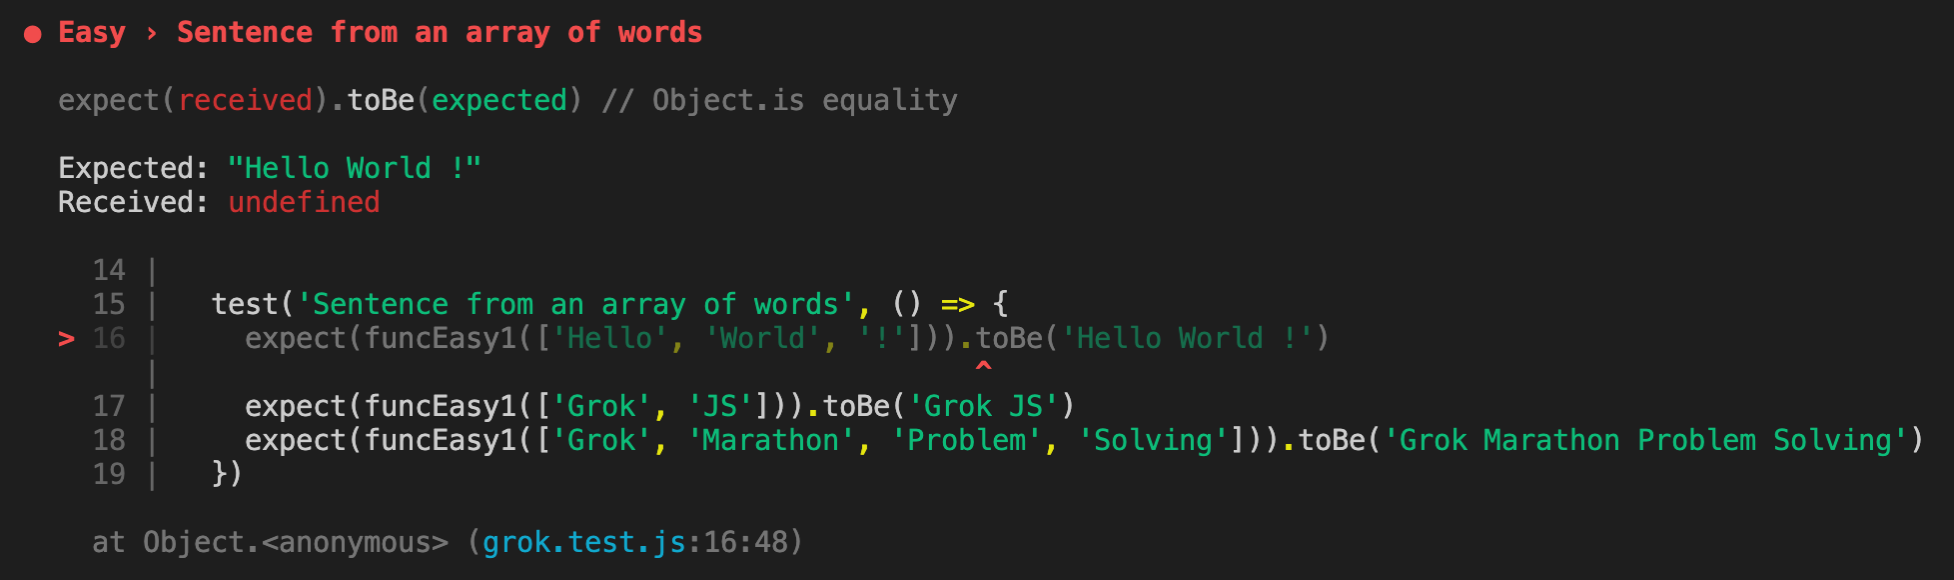 ● Easy › Sentence from an array of words
expect(received).toBe(expected) // Object.is equality
Expected: "Hello World !"
Received: undefined
14 |
15 |   test('Sentence from an array of words', () => {
> 16 |     expect(funcEasy1(['Hello', 'World', '!'])).toBe('Hello World !')
|                                                ^
17 |     expect(funcEasy1(['Grok', 'JS'])).toBe('Grok JS')
18 |     expect(funcEasy1(['Grok', 'Marathon', 'Problem', 'Solving'])).toBe('Grok Marathon Problem Solving')
19 |   })
at Object.<anonymous> (grok.test.js:16:48)